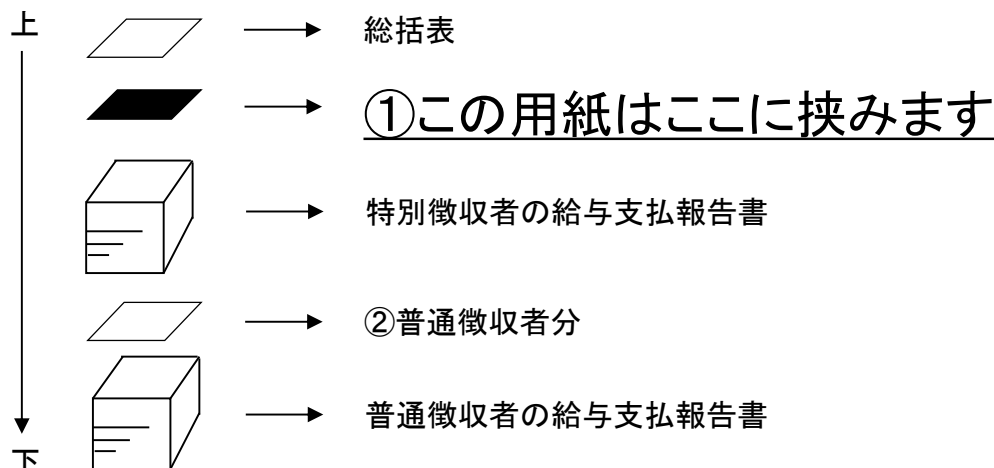 上
総括表
①この用紙はここに挟みます
特別徴収者の給与支払報告書
②普通徴収者分
普通徴収者の給与支払報告書
下